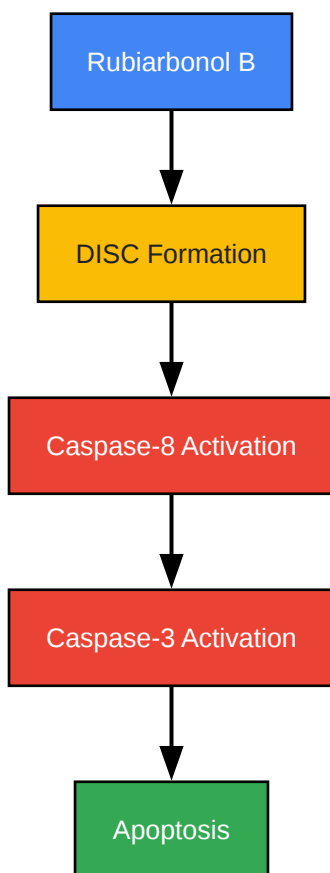 Rubiarbonol B
DISC Formation
Caspase-8 Activation
Caspase-3 Activation
Apoptosis